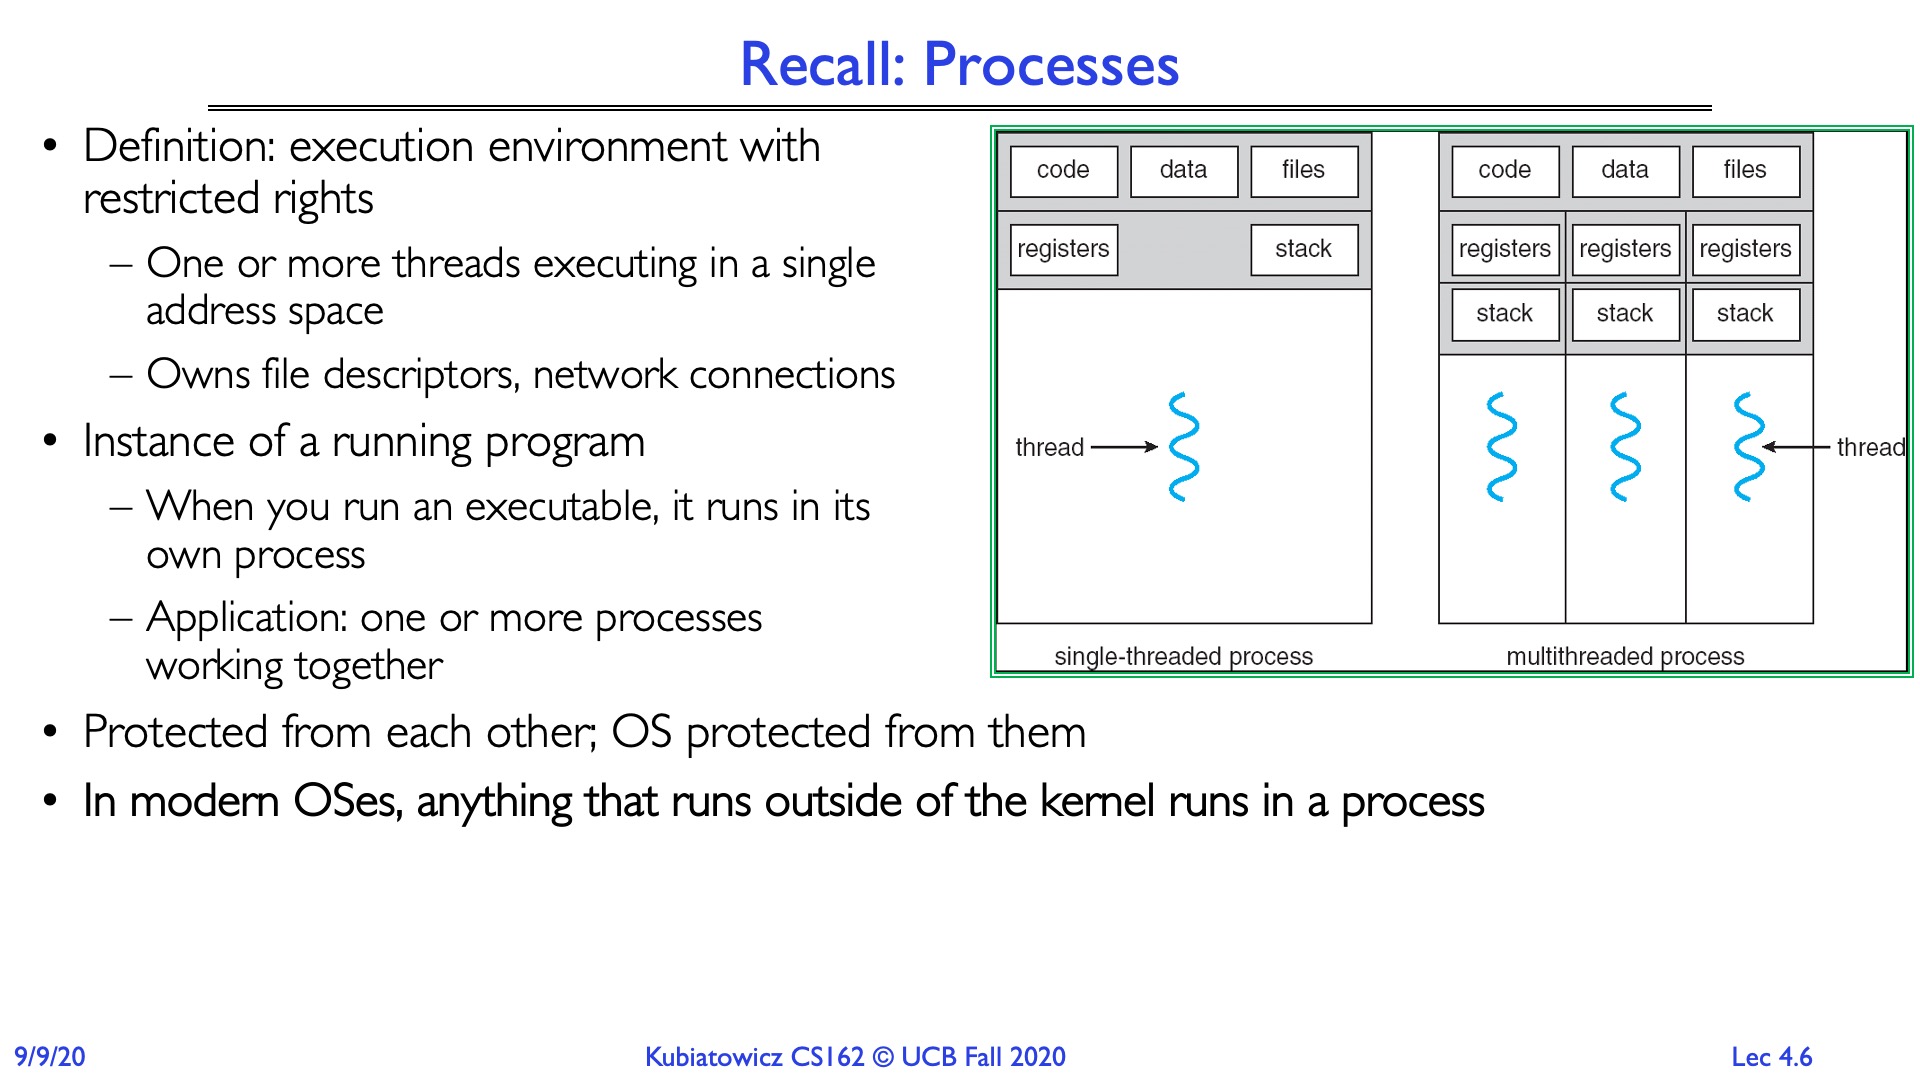 Recall: Processes
• Definition: execution environment with
restricted rights
– One or more threads executing in a single
address space
– Owns file descriptors, network connections
• Instance of a running program
– When you run an executable, it runs in its
own process
– Application: one or more processes
working together
• Protected from each other; OS protected from them
• In modern OSes, anything that runs outside of the kernel runs in a process
code data files
registers stack
thread
single-threaded process
code data files
registers registers registers
stack stack stack
thread
multithreaded process
9/9/20
Kubiatowicz CS162 © UCB Fall 2020
Lec 4.6